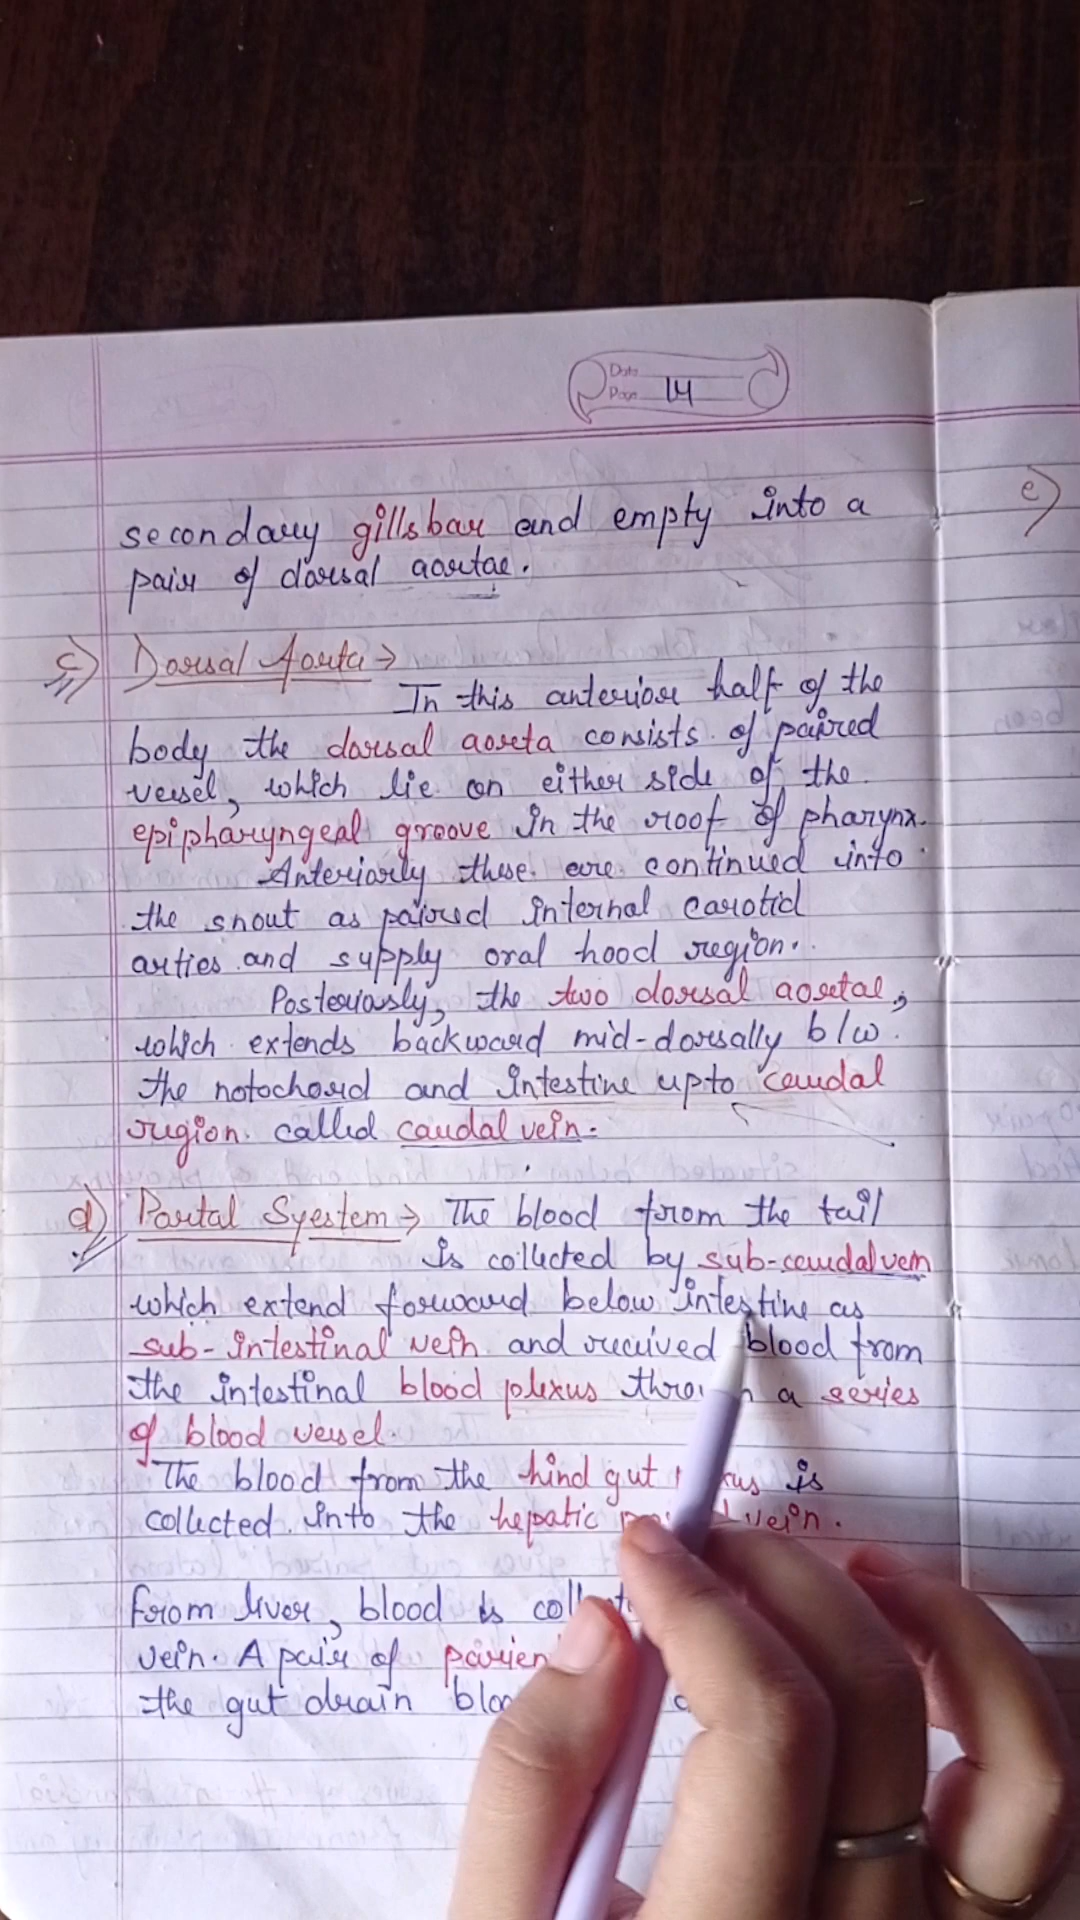 Date
Page 14
secondary gillsbar and empty into a
pair of dorsal aortae.
e)
c) Dorsal Aorta →
In this anterior half of the
body the dorsal aorta consists of paired
vessel, which lie on either side of the
epipharyngeal groove in the roof of pharynx.
Anteriorly these are continued into
the snout as paired internal carotid
arties and supply oral hood region.
Posteriorly, the two dorsal aortal,
which extends backward mid-dorsally b/w
the notochord and intestine upto caudal
region called caudal vein.
d) Portal Syestem → The blood from the tail
is collected by sub-caudal vein
which extend forward below intestine as
sub-intestinal vein and received blood from
the intestinal blood plexus a series
of blood vessel.
The blood from the hind gut is
collected into the hepatic vein.
from liver, blood is
vein. A pair of
the gut drain